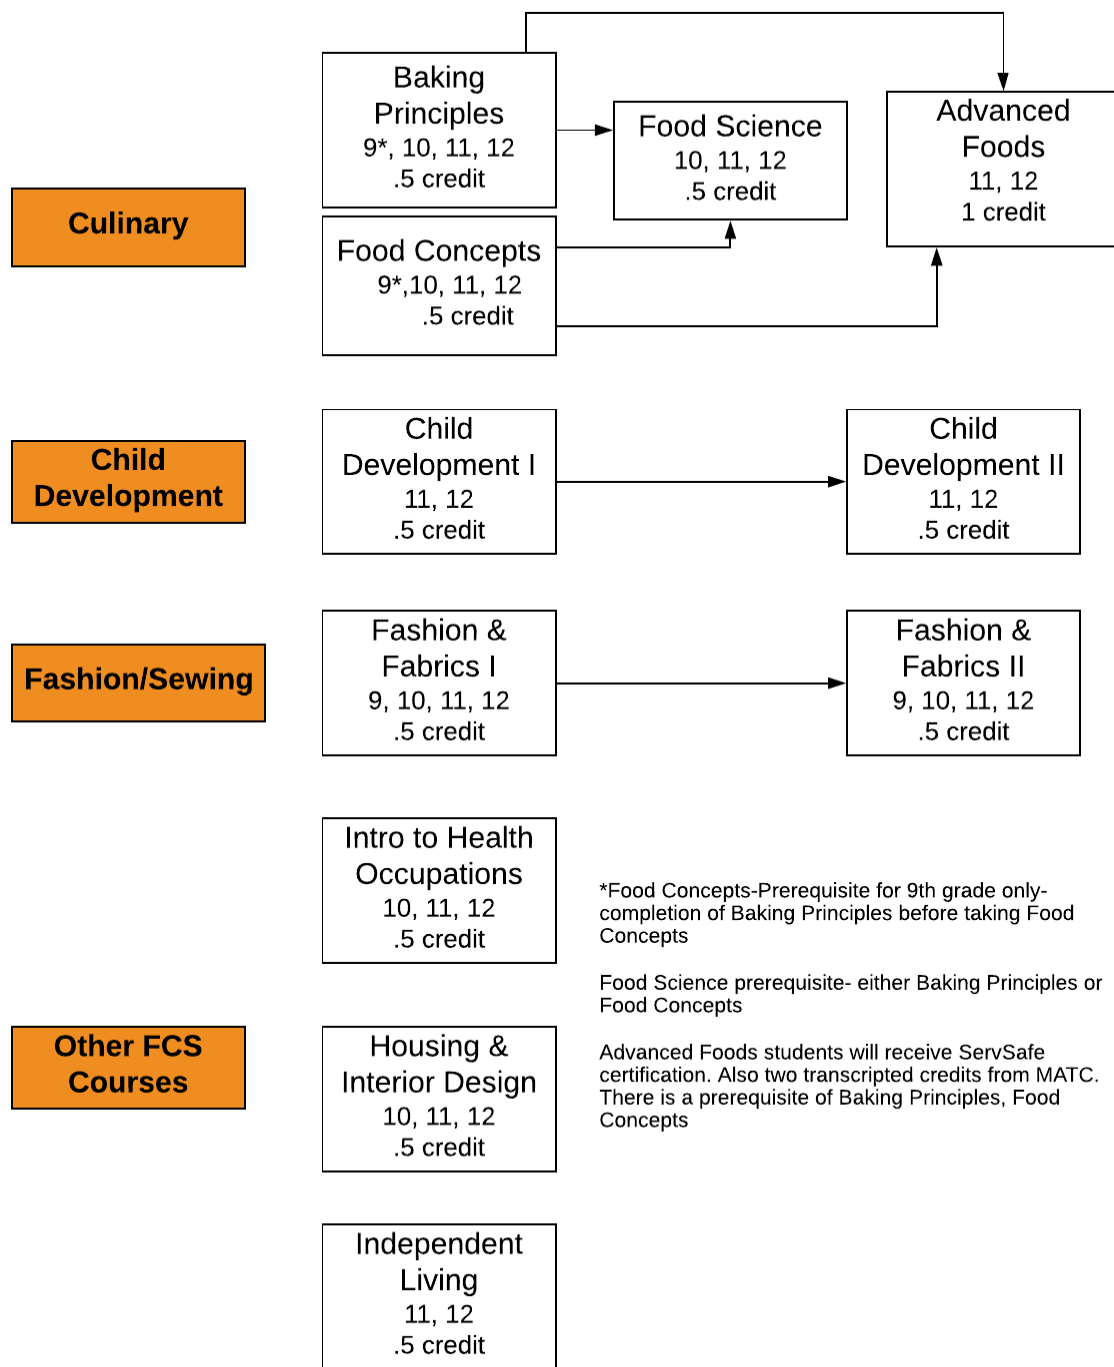 Culinary
Baking
Principles
9*, 10, 11, 12
.5 credit
Food Concepts
9*,10, 11, 12
.5 credit
Food Science
10, 11, 12
.5 credit
Advanced
Foods
11, 12
1 credit
Child
Development
Child
Development I
11, 12
.5 credit
Child
Development II
11, 12
.5 credit
Fashion/Sewing
Fashion &
Fabrics I
9, 10, 11, 12
.5 credit
Fashion &
Fabrics II
9, 10, 11, 12
.5 credit
Other FCS
Courses
Intro to Health
Occupations
10, 11, 12
.5 credit
Housing &
Interior Design
10, 11, 12
.5 credit
Independent
Living
11, 12
.5 credit
*Food Concepts-Prerequisite for 9th grade only-
completion of Baking Principles before taking Food
Concepts
Food Science prerequisite- either Baking Principles or
Food Concepts
Advanced Foods students will receive ServSafe
certification. Also two transcripted credits from MATC.
There is a prerequisite of Baking Principles, Food
Concepts